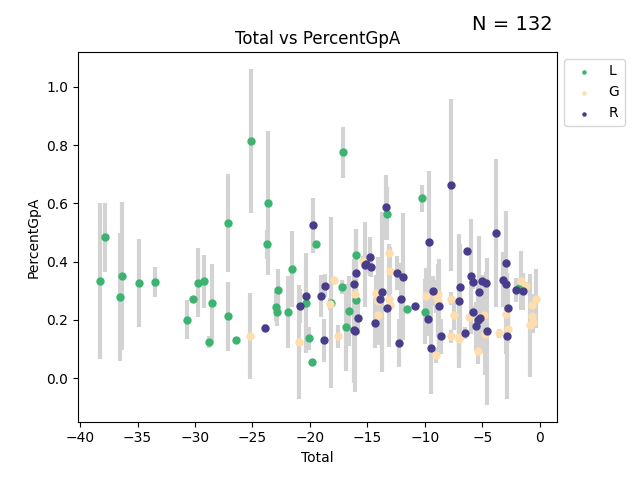 N = 132
Total vs PercentGpA
L
G
R
PercentGpA
1.0
0.8
0.6
0.4
0.2
0.0
−40 −35 −30 −25 −20 −15 −10 −5 0
Total